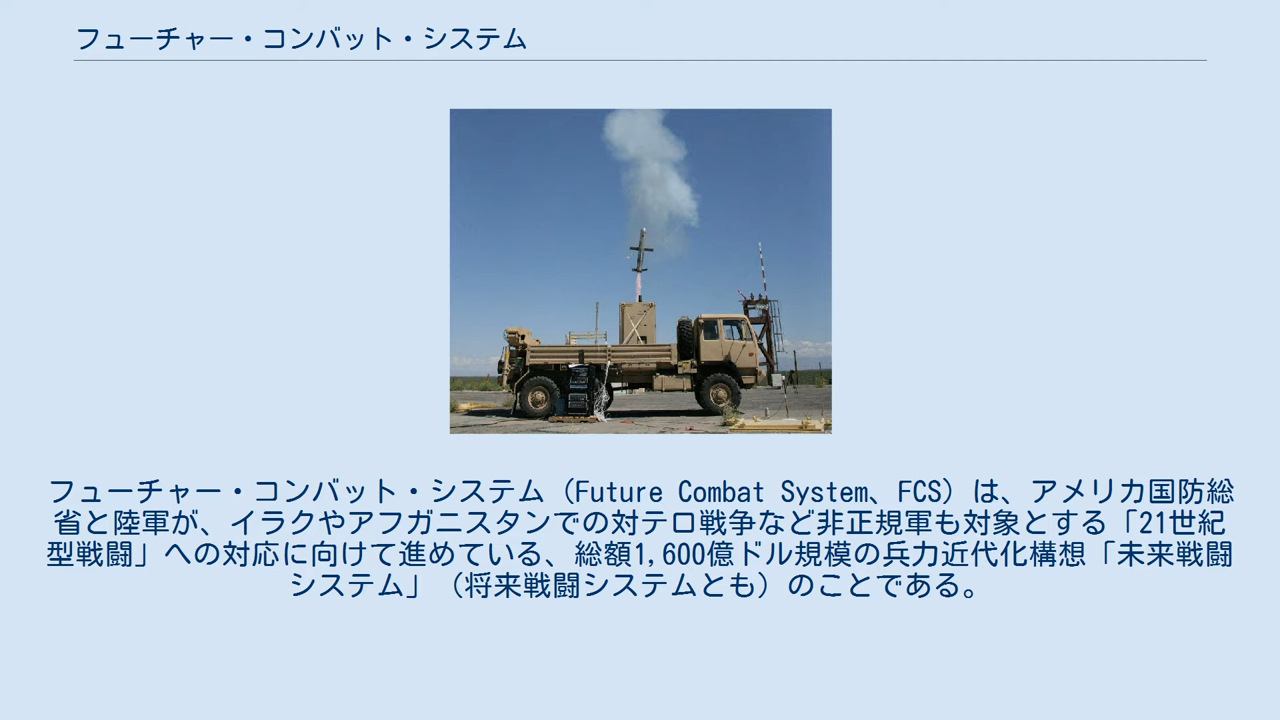 フューチャー・コンバット・システム
フューチャー・コンバット・システム（Future Combat System、FCS）は、アメリカ国防総
省と陸軍が、イラクやアフガニスタンでの対テロ戦争など非正規軍も対象とする「21世紀
型戦闘」への対応に向けて進めている、総額1,600億ドル規模の兵力近代化構想「未来戦闘
システム」（将来戦闘システムとも）のことである。